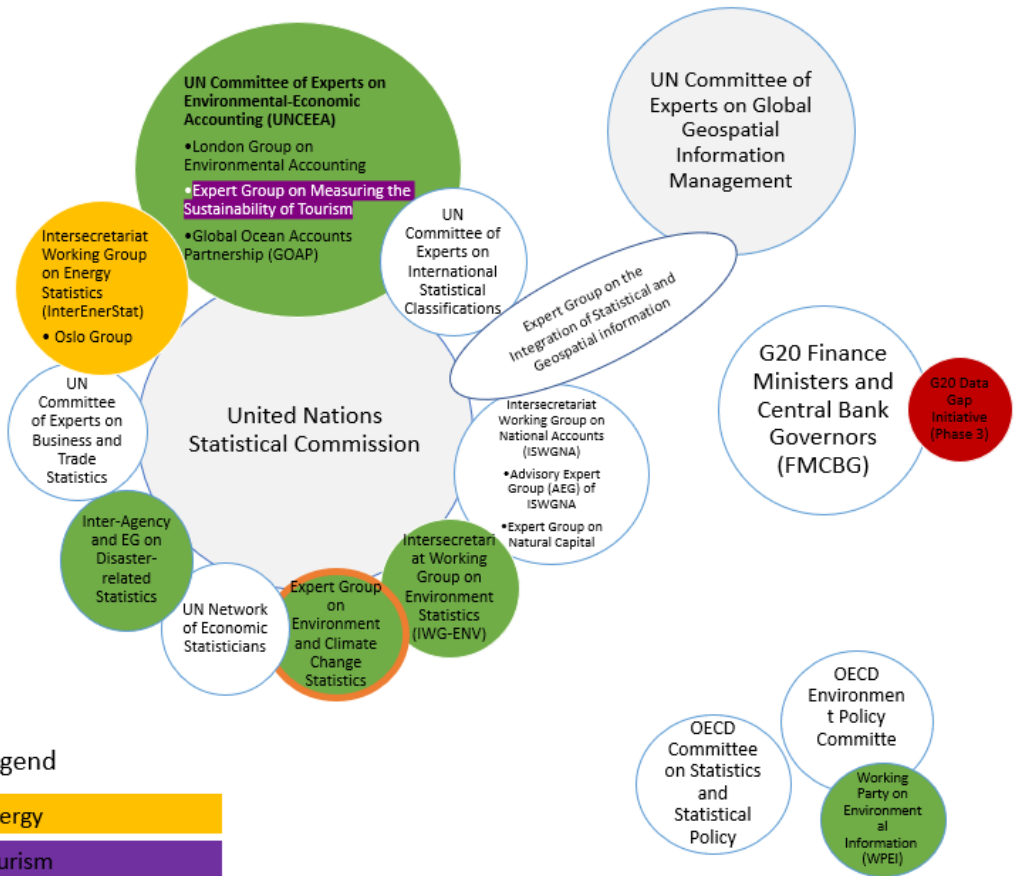 UN Committee of Experts on
Environmental-Economic
Accounting (UNCEEA)
•London Group on
Environmental Accounting
•Expert Group on Measuring the
Sustainability of Tourism
•Global Ocean Accounts
Partnership (GOAP)
UN Committee of
Experts on Global
Geospatial
Information
Management
Intersecretariat
Working Group
on Energy
Statistics
(InterEnerStat)
• Oslo Group
UN
Committee of
Experts on
International
Statistical
Classifications
Expert Group on the
Integration of Statistical and
Geospatial information
G20 Finance
Ministers and
Central Bank
Governors
(FMCBG)
G20 Data
Gap
Initiative
(Phase 3)
UN
Committee
of Experts on
Business and
Trade
Statistics
United Nations
Statistical Commission
Intersecretariat
Working Group on
National Accounts
(ISWGNA)
•Advisory Expert
Group (AEG) of
ISWGNA
•Expert Group on
Natural Capital
Inter-Agency
and EG on
Disaster-
related
Statistics
UN Network
of Economic
Statisticians
Expert Group
on
Environment
and Climate
Change
Statistics
Intersecretari
at Working
Group on
Environment
Statistics
(IWG-ENV)
OECD
Environmen
t Policy
Committe
OECD
Committee
on Statistics
and
Statistical
Policy
Working
Party on
Environment
al
Information
(WPEI)
gend
ergy
urism